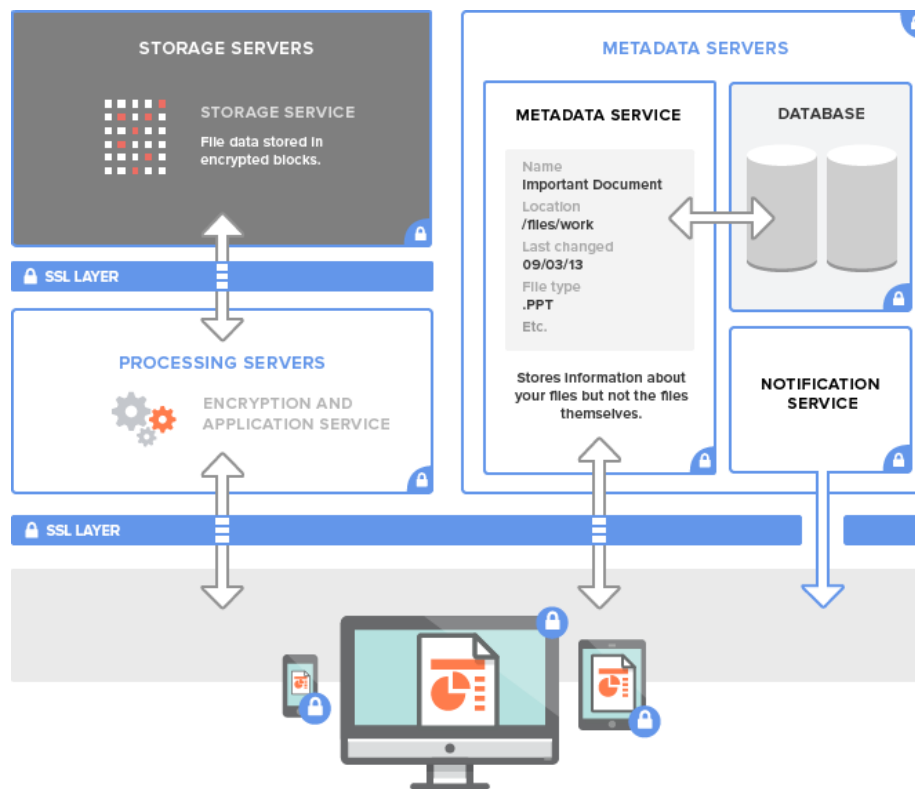 STORAGE SERVERS
STORAGE SERVICE
File data stored in
encrypted blocks.
SSL LAYER
PROCESSING SERVERS
ENCRYPTION AND
APPLICATION SERVICE
METADATA SERVERS
METADATA SERVICE
Name
Important Document
Location
/files/work
Last changed
09/03/13
File type
.PPT
Etc.
Stores information about
your files but not the files
themselves.
DATABASE
NOTIFICATION
SERVICE
SSL LAYER